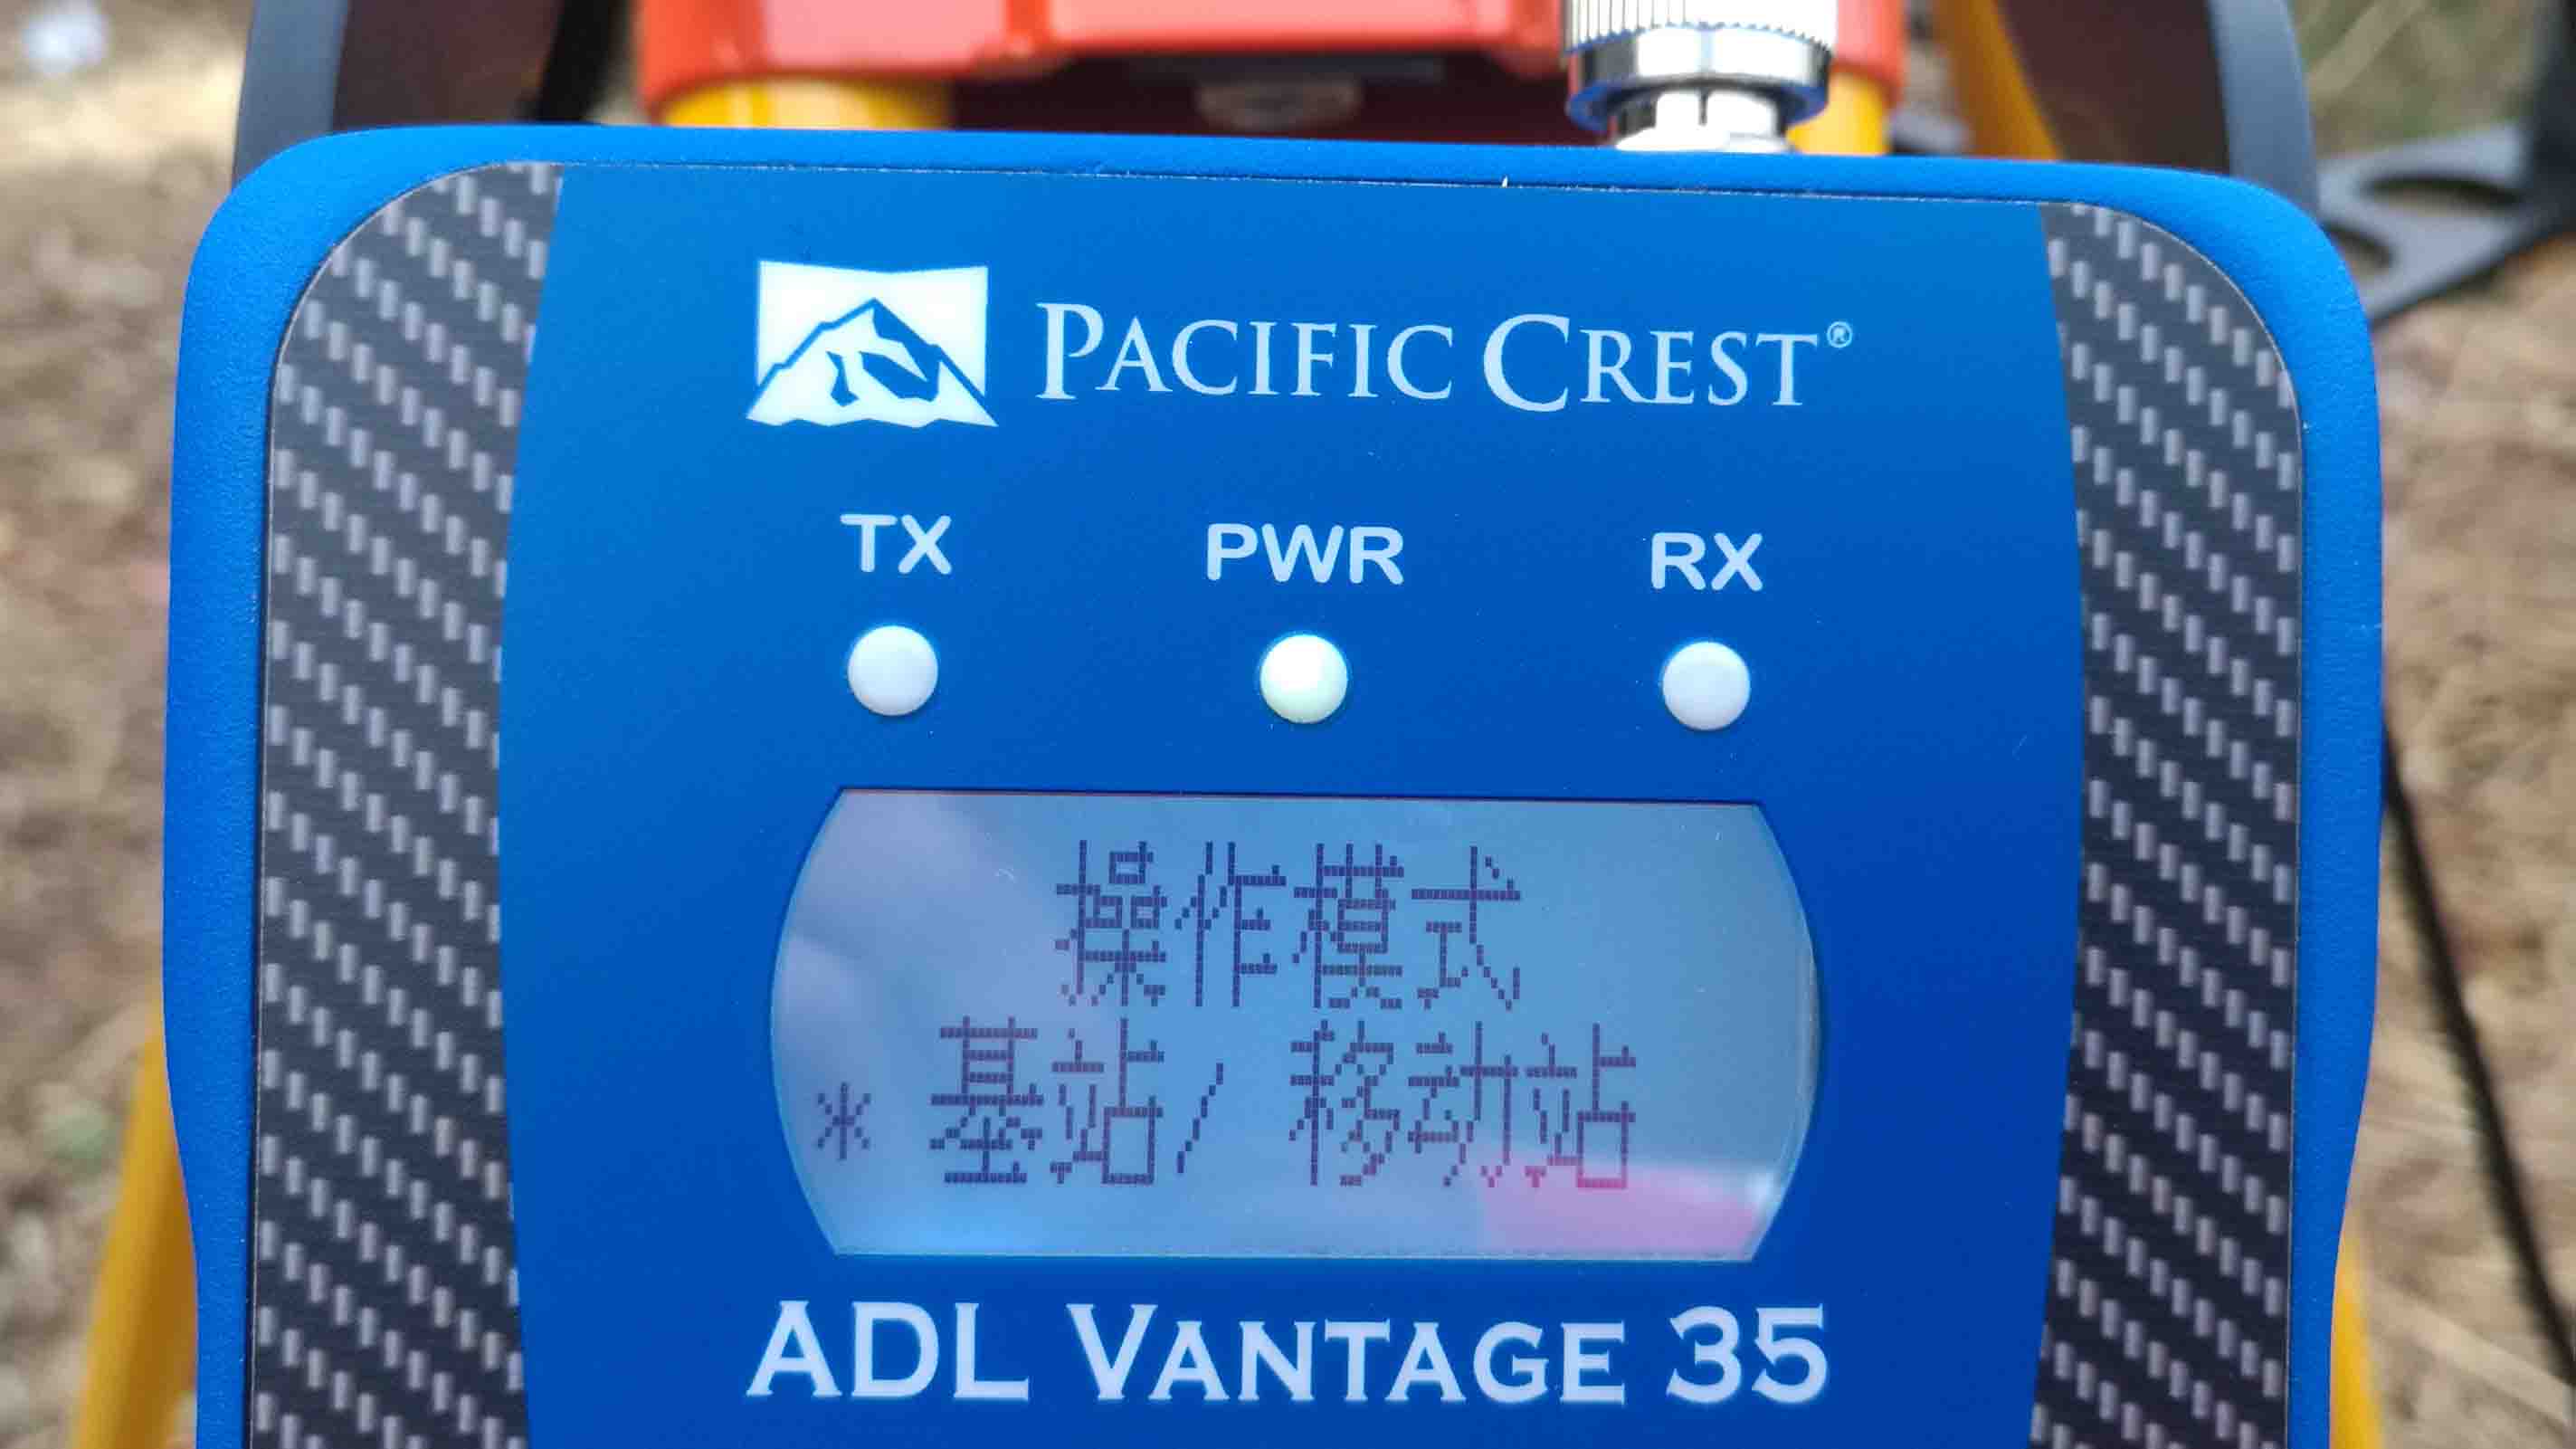 PACIFIC CREST®
TX PWR RX
操作模式
* 基站/ 移动站
ADL VANTAGE 35